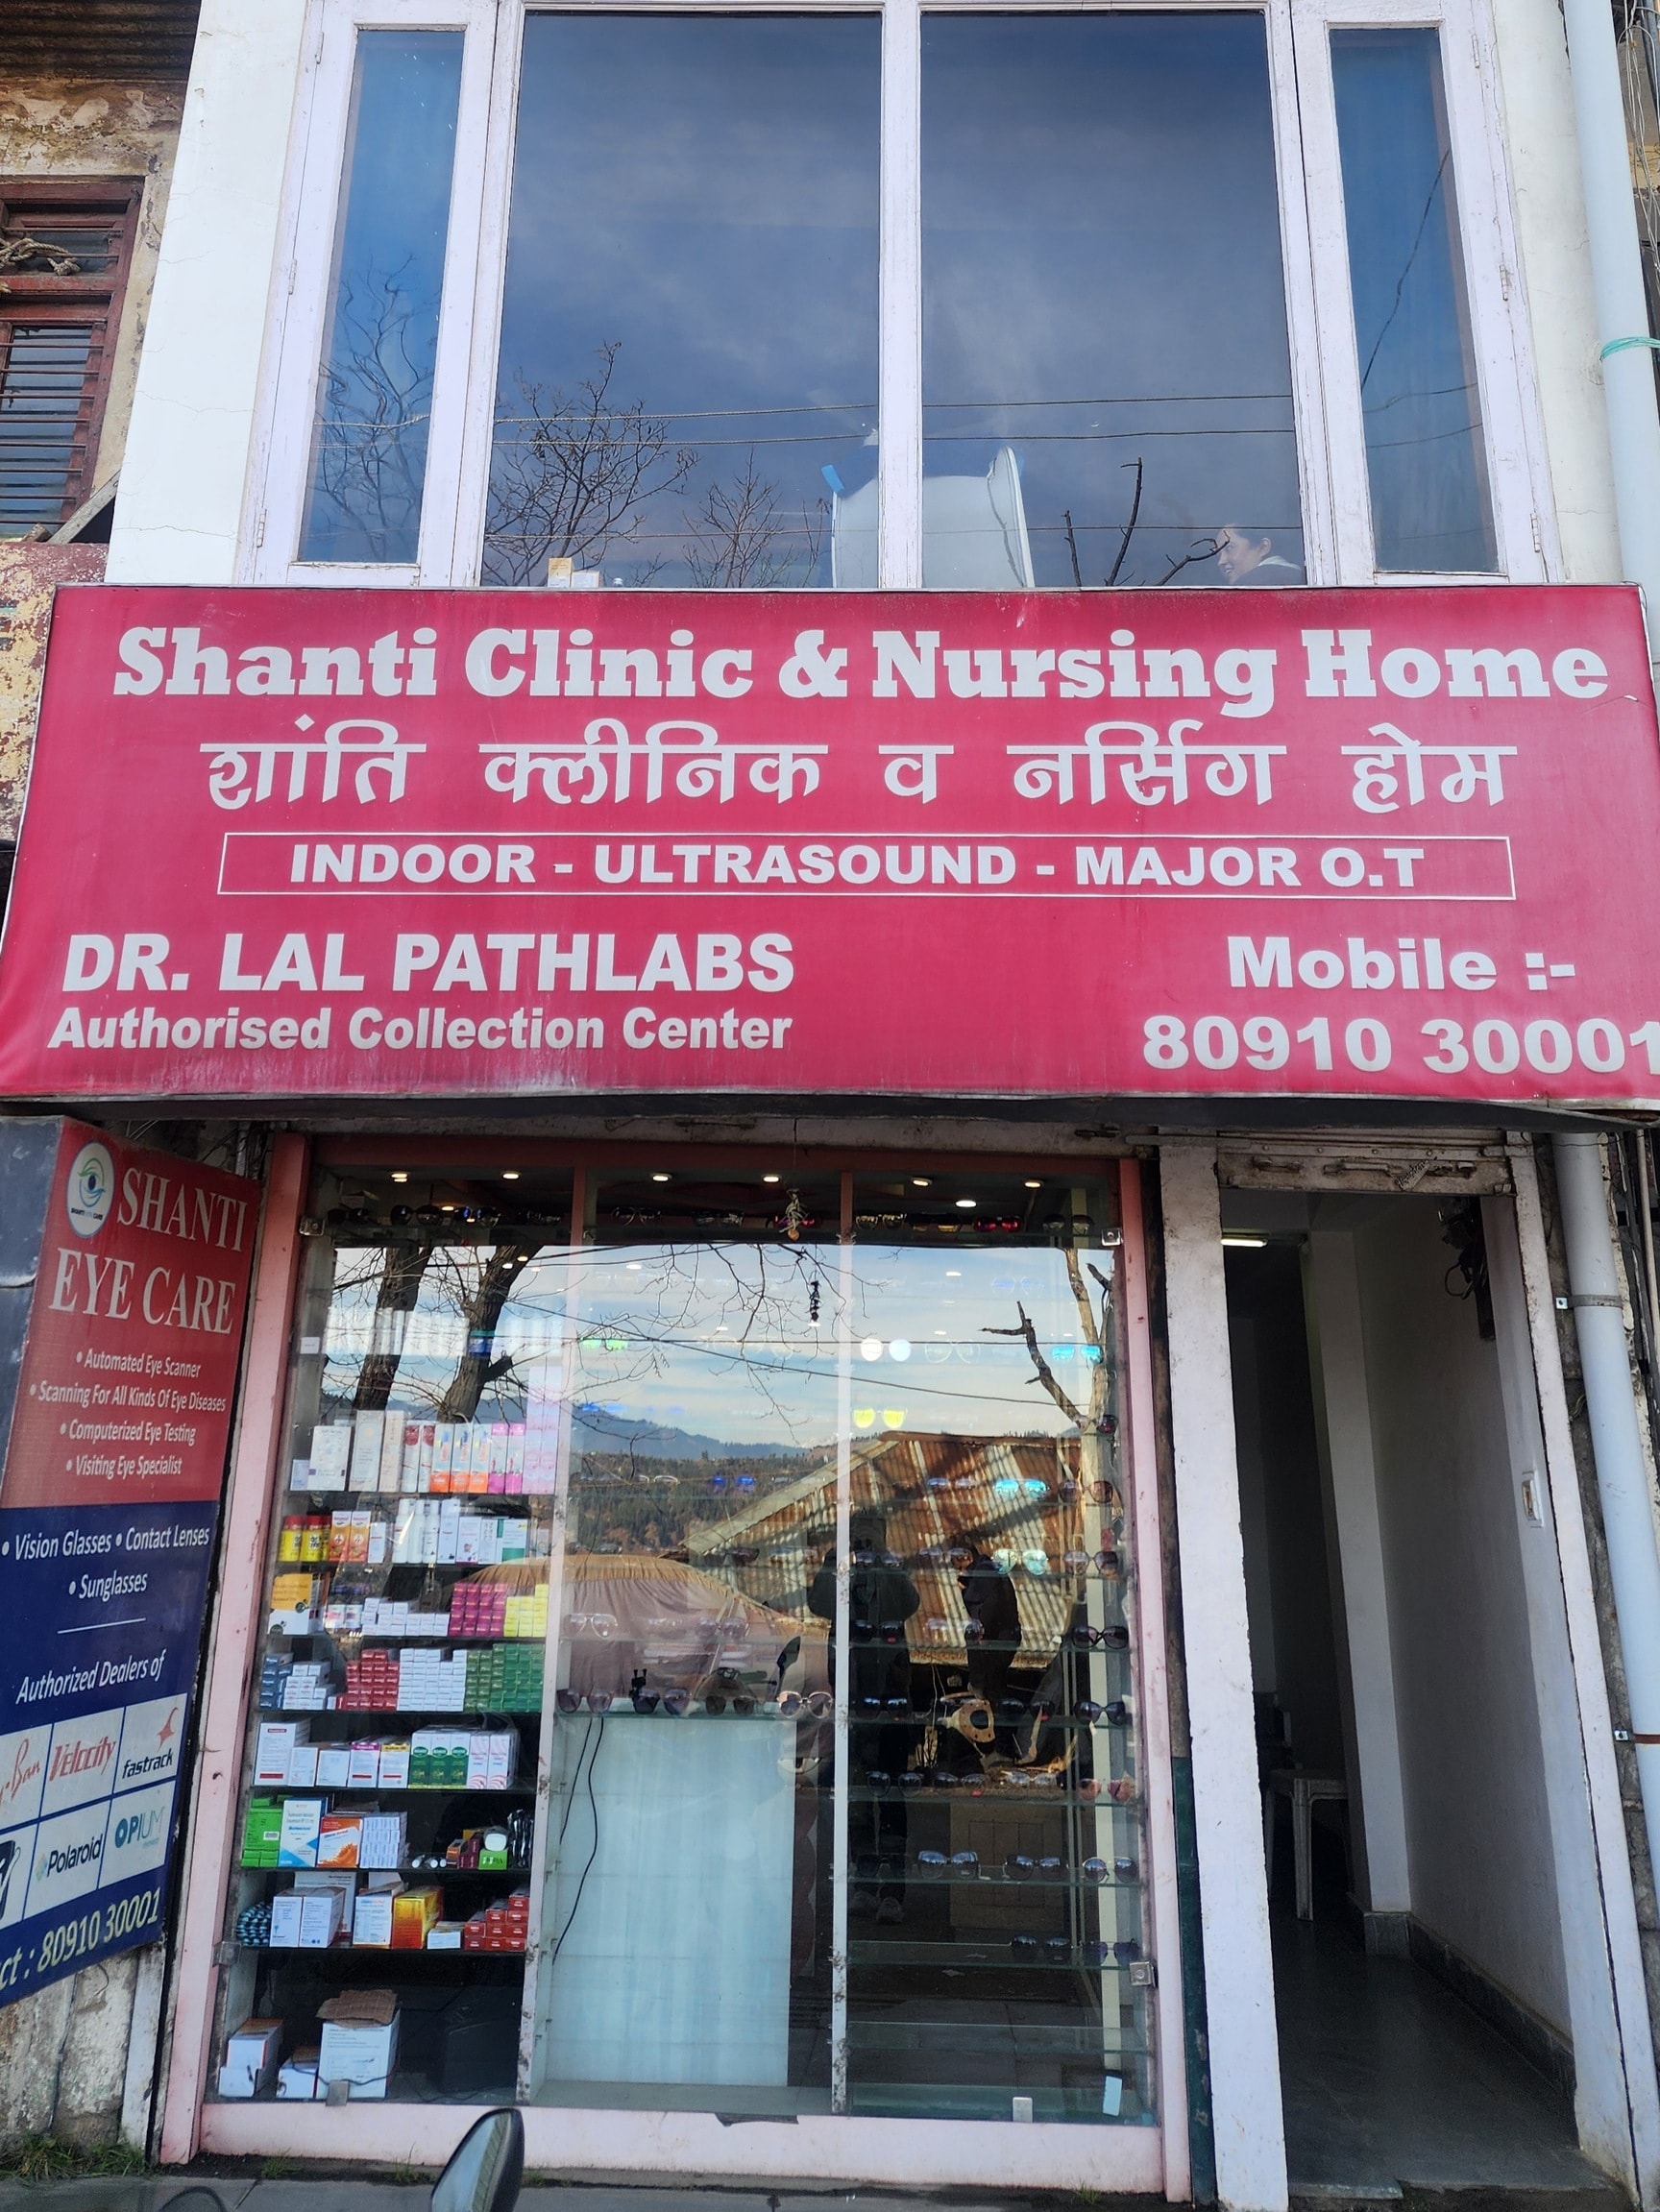 Shanti Clinic & Nursing Home
शांति क्लीनिक व नर्सिंग होम
INDOOR - ULTRASOUND - MAJOR O.T
DR. LAL PATHLABS
Authorised Collection Center
Mobile :-
80910 30001
SHANTI
EYE CARE
• Automated Eye Scanner
• Scanning For All Kinds Of Eye Diseases
• Computerized Eye Testing
• Visiting Eye Specialist
• Vision Glasses • Contact Lenses
• Sunglasses
Authorized Dealers of
Ban
Velocity
fastrack
Polaroid
OPIUM
ct : 80910 30001